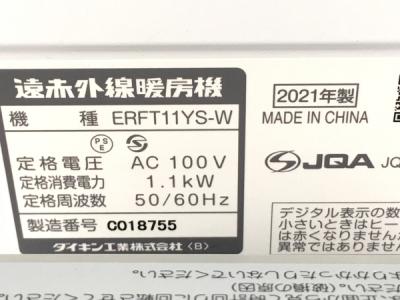 遠赤外線暖房機
機 種 ERFT11YS-W
PS
E
定格電圧 AC 100V
定格消費電力 1.1kW
定格周波数 50/60Hz
製造番号 C018755
ダイキン工業株式会社〈B〉
2021年製
MADE IN CHINA
JQA JQ
デジタル表示の数
小さいときはヒー
は赤くなりません
異常ではありませ